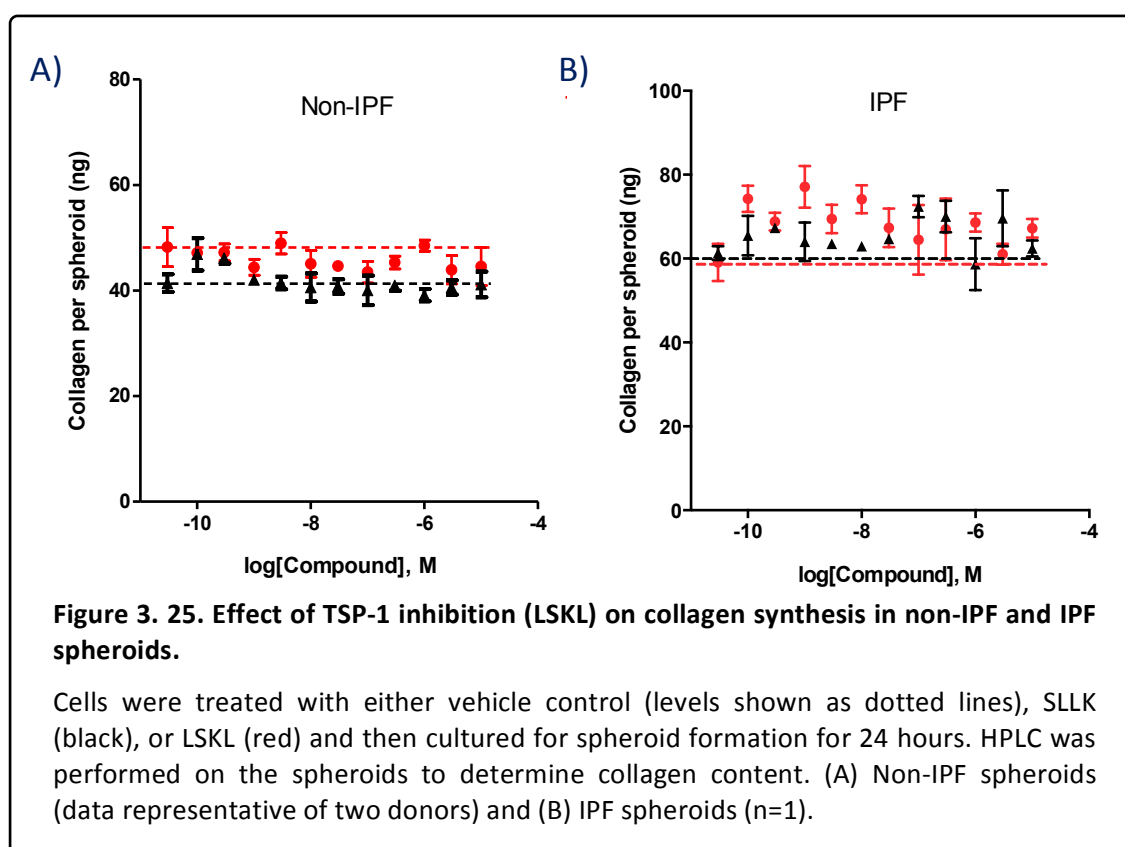 A)
80
60
40
20
0
Collagen per spheroid (ng)
Non-IPF
-10
-8
-6
-4
log[Compound], M
B)
100
80
60
40
20
0
Collagen per spheroid (ng)
IPF
-10
-8
-6
-4
log[Compound], M
Figure 3. 25. Effect of TSP-1 inhibition (LSKL) on collagen synthesis in non-IPF and IPF
spheroids.
Cells were treated with either vehicle control (levels shown as dotted lines), SLLK
(black), or LSKL (red) and then cultured for spheroid formation for 24 hours. HPLC was
performed on the spheroids to determine collagen content. (A) Non-IPF spheroids
(data representative of two donors) and (B) IPF spheroids (n=1).